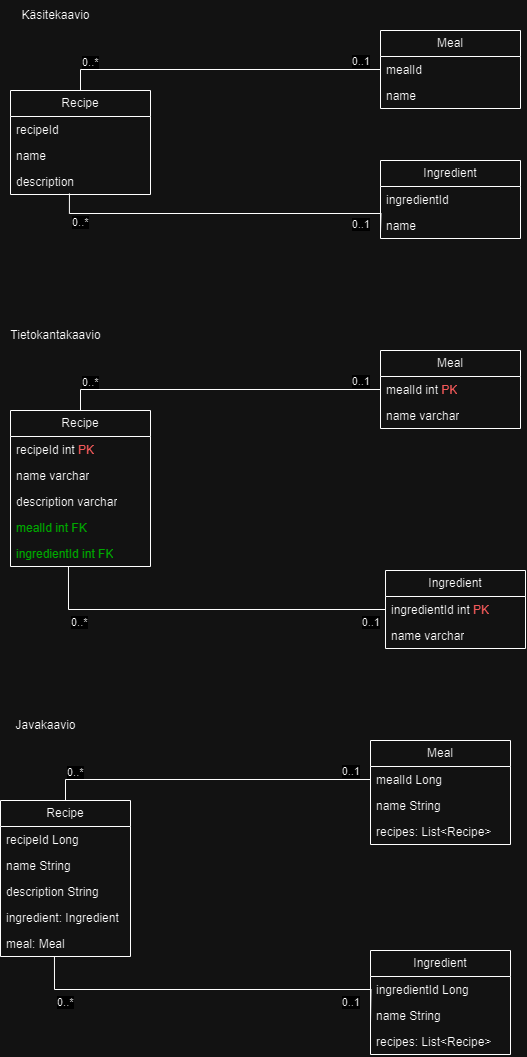 Käsitekaavio
Meal
0..*
0..1
mealId
name
Recipe
recipeId
name
description
Ingredient
ingredientId
name
0..*
0..1
Tietokantakaavio
Meal
0..*
0..1
mealId int PK
name varchar
Recipe
recipeId int PK
name varchar
description varchar
mealId int FK
ingredientId int FK
Ingredient
ingredientId int PK
name varchar
0..*
0..1
Javakaavio
Meal
0..*
0..1
mealId Long
name String
recipes: List<Recipe>
Recipe
recipeId Long
name String
description String
ingredient: Ingredient
meal: Meal
Ingredient
ingredientId Long
name String
recipes: List<Recipe>
0..*
0..1